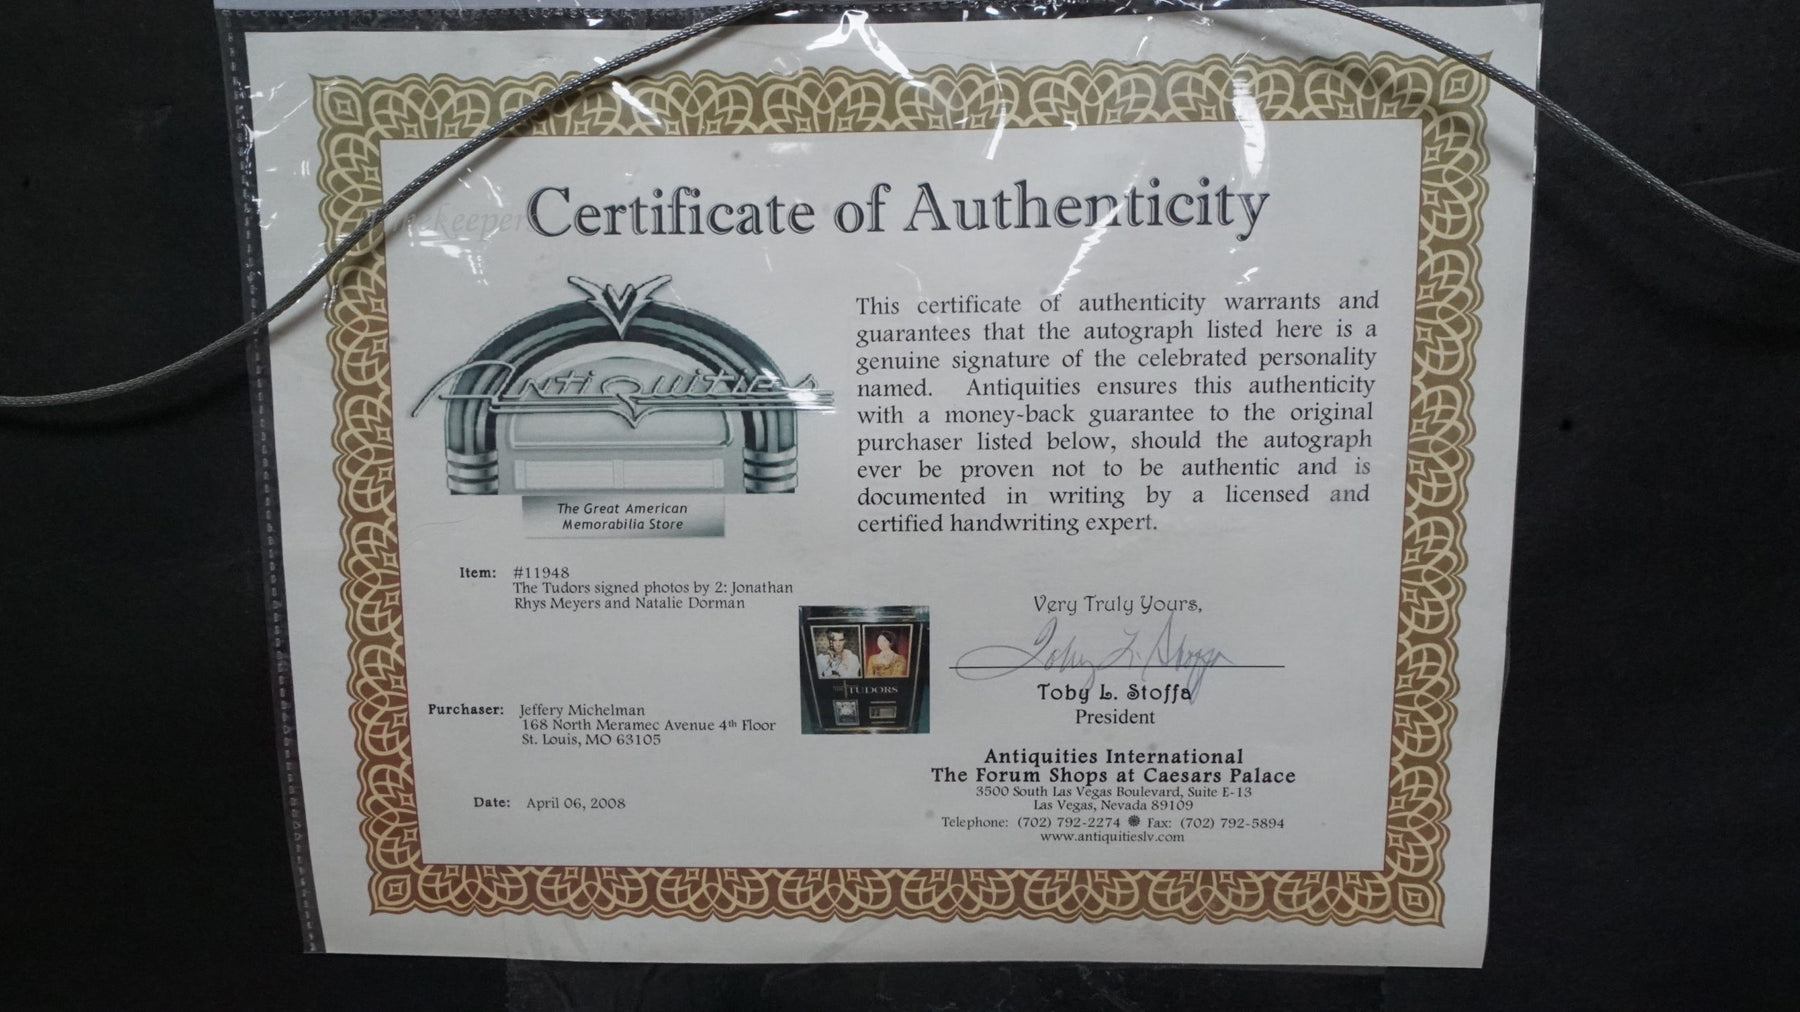 Certificate of Authenticity
AntiQuities
The Great American
Memorabilia Store
This certificate of authenticity warrants and
guarantees that the autograph listed here is a
genuine signature of the celebrated personality
named. Antiquities ensures this authenticity
with a money-back guarantee to the original
purchaser listed below, should the autograph
ever be proven not to be authentic and is
documented in writing by a licensed and
certified handwriting expert.
Item: #11948
The Tudors signed photos by 2: Jonathan
Rhys Meyers and Natalie Dorman
THE TUDORS
Purchaser: Jeffery Michelman
168 North Meramec Avenue 4th Floor
St. Louis, MO 63105
Date: April 06, 2008
Very Truly Yours,
Toby L. Stoffa
Toby L. Stoffa
President
Antiquities International
The Forum Shops at Caesars Palace
3500 South Las Vegas Boulevard, Suite E-13
Las Vegas, Nevada 89109
Telephone: (702) 792-2274 Fax: (702) 792-5894
www.antiquitieslv.com